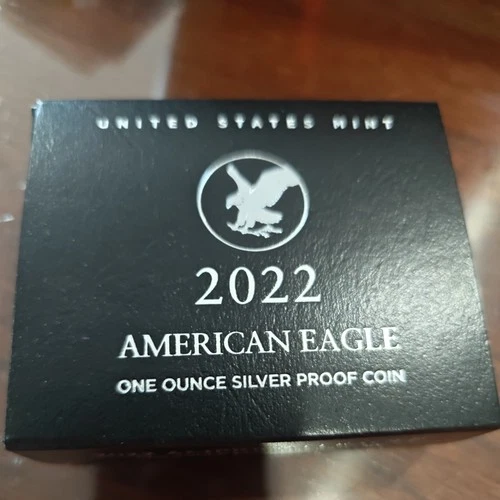 UNITED STATES MINT
2022
AMERICAN EAGLE
ONE OUNCE SILVER PROOF COIN